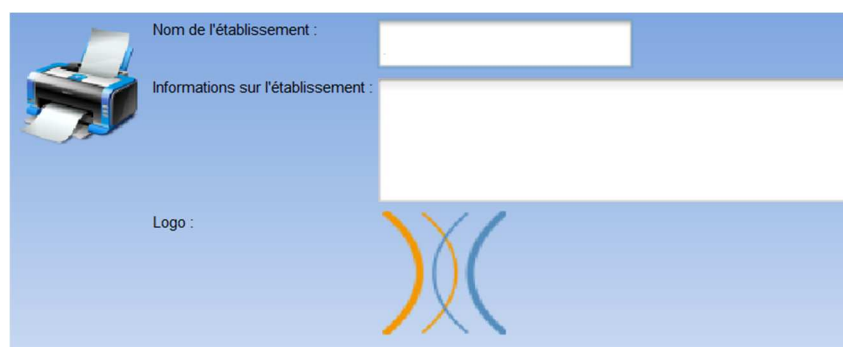 Nom de l'établissement :
Informations sur l'établissement :
Logo :